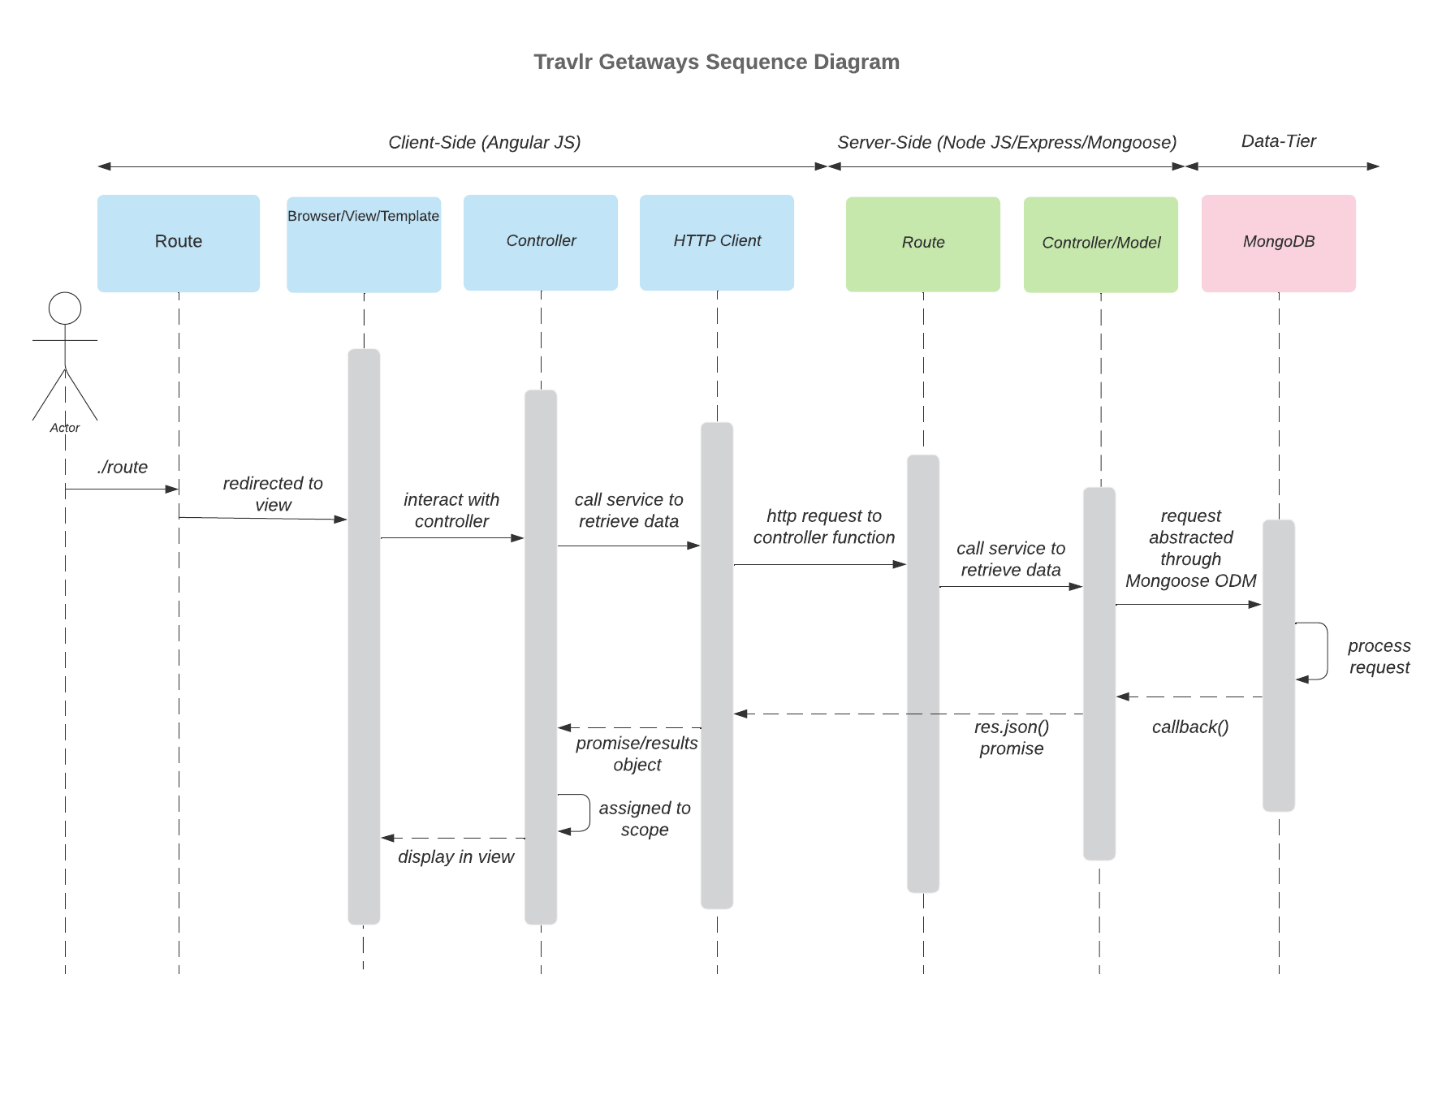 Travlr Getaways Sequence Diagram
Client-Side (Angular JS)
Server-Side (Node JS/Express/Mongoose)
Data-Tier
Route
Browser/View/Template
Controller
HTTP Client
Route
Controller/Model
MongoDB
Actor
./route
redirected to
view
interact with
controller
call service to
retrieve data
http request to
controller function
call service to
retrieve data
request
abstracted
through
Mongoose ODM
process
request
callback()
res.json()
promise
promise/results
object
assigned to
scope
display in view